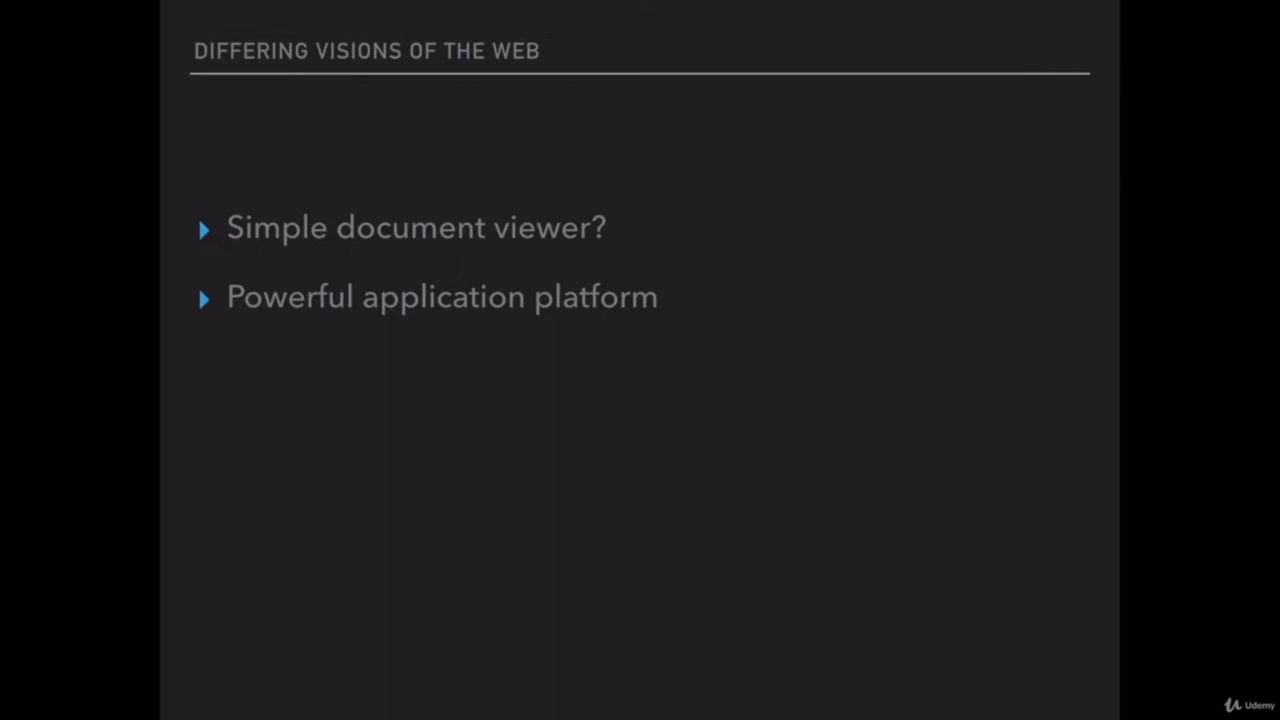 DIFFERING VISIONS OF THE WEB
Simple document viewer?
Powerful application platform
Udemy